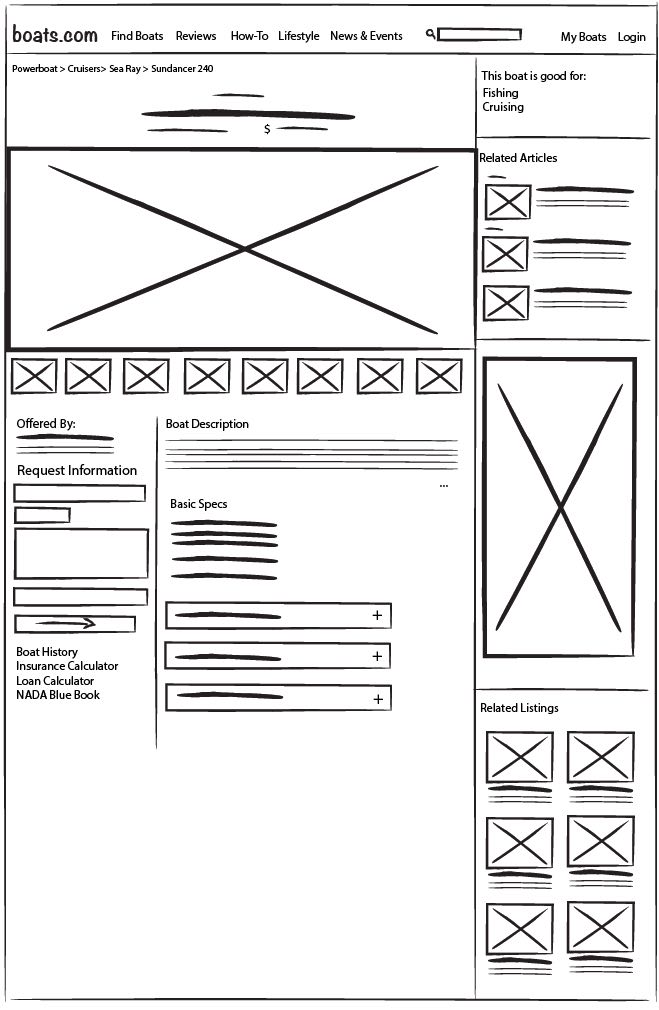 boats.com Find Boats Reviews How-To Lifestyle News & Events My Boats Login
Powerboat > Cruisers> Sea Ray > Sundancer 240
$
This boat is good for:
Fishing
Cruising
Related Articles
Offered By:
Request Information
Boat History
Insurance Calculator
Loan Calculator
NADA Blue Book
Boat Description
...
Basic Specs
+
+
+
Related Listings